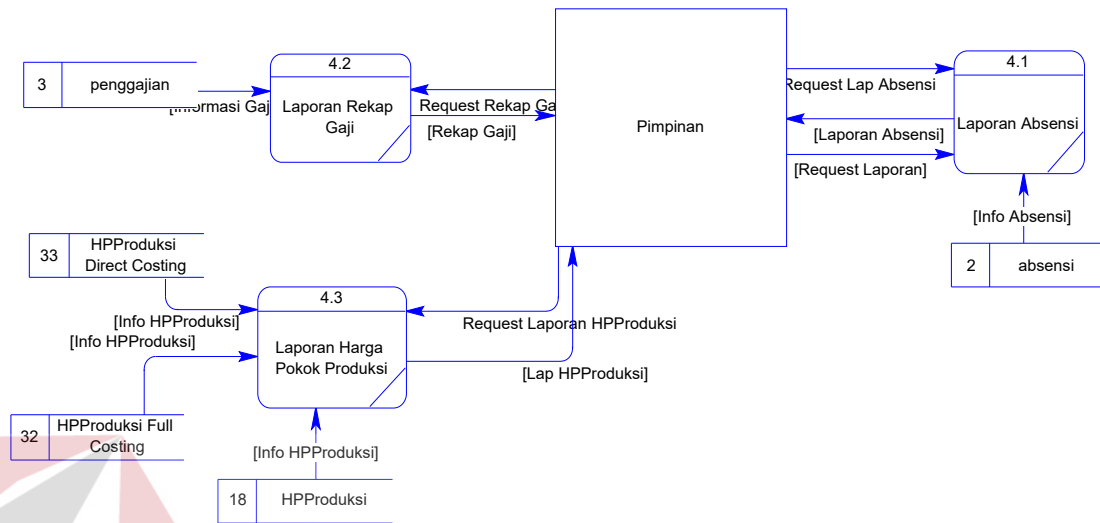 4.2
3
penggajian
[Informasi Gaj
Laporan Rekap
Gaji
Request Rekap Ga
[Rekap Gaji]
Pimpinan
4.1
Request Lap Absensi
Laporan Absensi
[Laporan Absensi]
[Request Laporan]
[Info Absensi]
2
absensi
33
HPProduksi
Direct Costing
4.3
[Info HPProduksi]
[Info HPProduksi]
Laporan Harga
Pokok Produksi
Request Laporan HPProduksi
[Lap HPProduksi]
32
HPProduksi Full
Costing
[Info HPProduksi]
18
HPProduksi